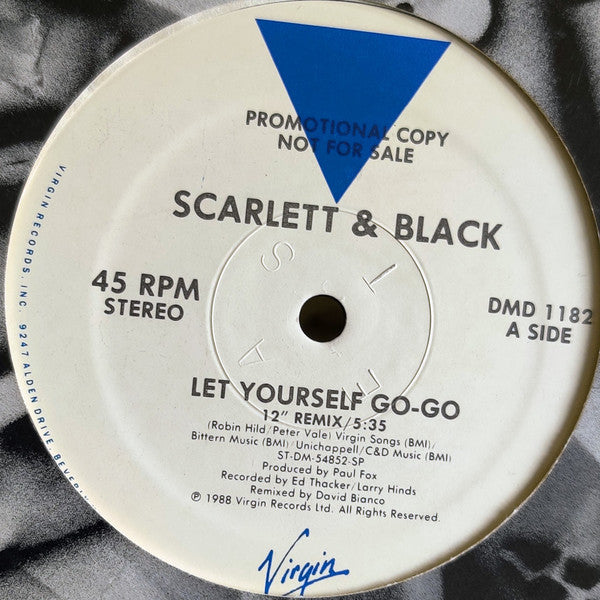 PROMOTIONAL COPY
NOT FOR SALE
SCARLETT & BLACK
45 RPM
STEREO
DMD 1182
A SIDE
LET YOURSELF GO-GO
12" REMIX/5:35
(Robin Hild/Peter Vale) Virgin Songs (BMI)/
Bittern Music (BMI)/Unichappell/C&D Music (BMI)
ST-DM-54852-SP
Produced by Paul Fox
Recorded by Ed Thacker/Larry Hinds
Remixed by David Bianco
℗ 1988 Virgin Records Ltd. All Rights Reserved.
Virgin
VIRGIN RECORDS, INC. 9247 ALDEN DRIVE